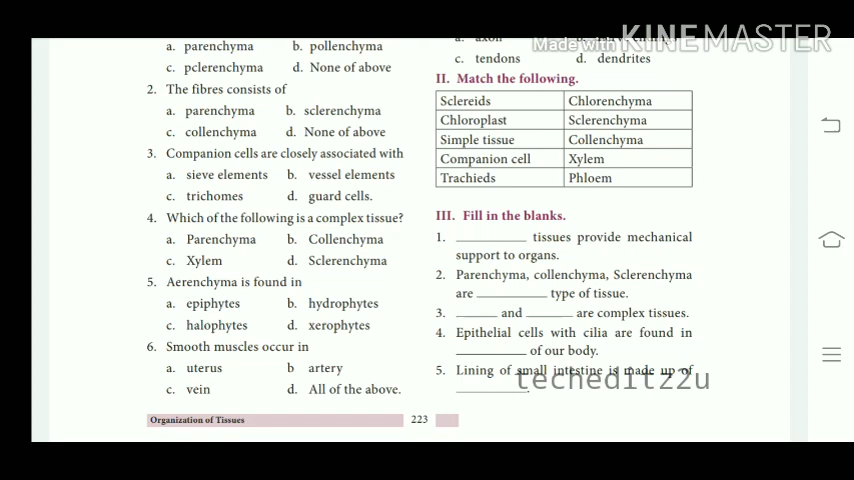 Made with KINEMASTER
a. parenchyma b. pollenchyma
c. pclerenchyma d. None of above
2. The fibres consists of
a. parenchyma b. sclerenchyma
c. collenchyma d. None of above
3. Companion cells are closely associated with
a. sieve elements b. vessel elements
c. trichomes d. guard cells.
4. Which of the following is a complex tissue?
a. Parenchyma b. Collenchyma
c. Xylem d. Sclerenchyma
5. Aerenchyma is found in
a. epiphytes b. hydrophytes
c. halophytes d. xerophytes
6. Smooth muscles occur in
a. uterus b artery
c. vein d. All of the above.
a. axon
c. tendons d. dendrites
II. Match the following.
Sclereids Chlorenchyma
Chloroplast Sclerenchyma
Simple tissue Collenchyma
Companion cell Xylem
Trachieds Phloem
III. Fill in the blanks.
1. __________ tissues provide mechanical
support to organs.
2. Parenchyma, collenchyma, Sclerenchyma
are __________ type of tissue.
3. ______ and _______ are complex tissues.
4. Epithelial cells with cilia are found in
__________ of our body.
5. Lining of small intestine is made up of
__________.
techeditz2u
Organization of Tissues 223